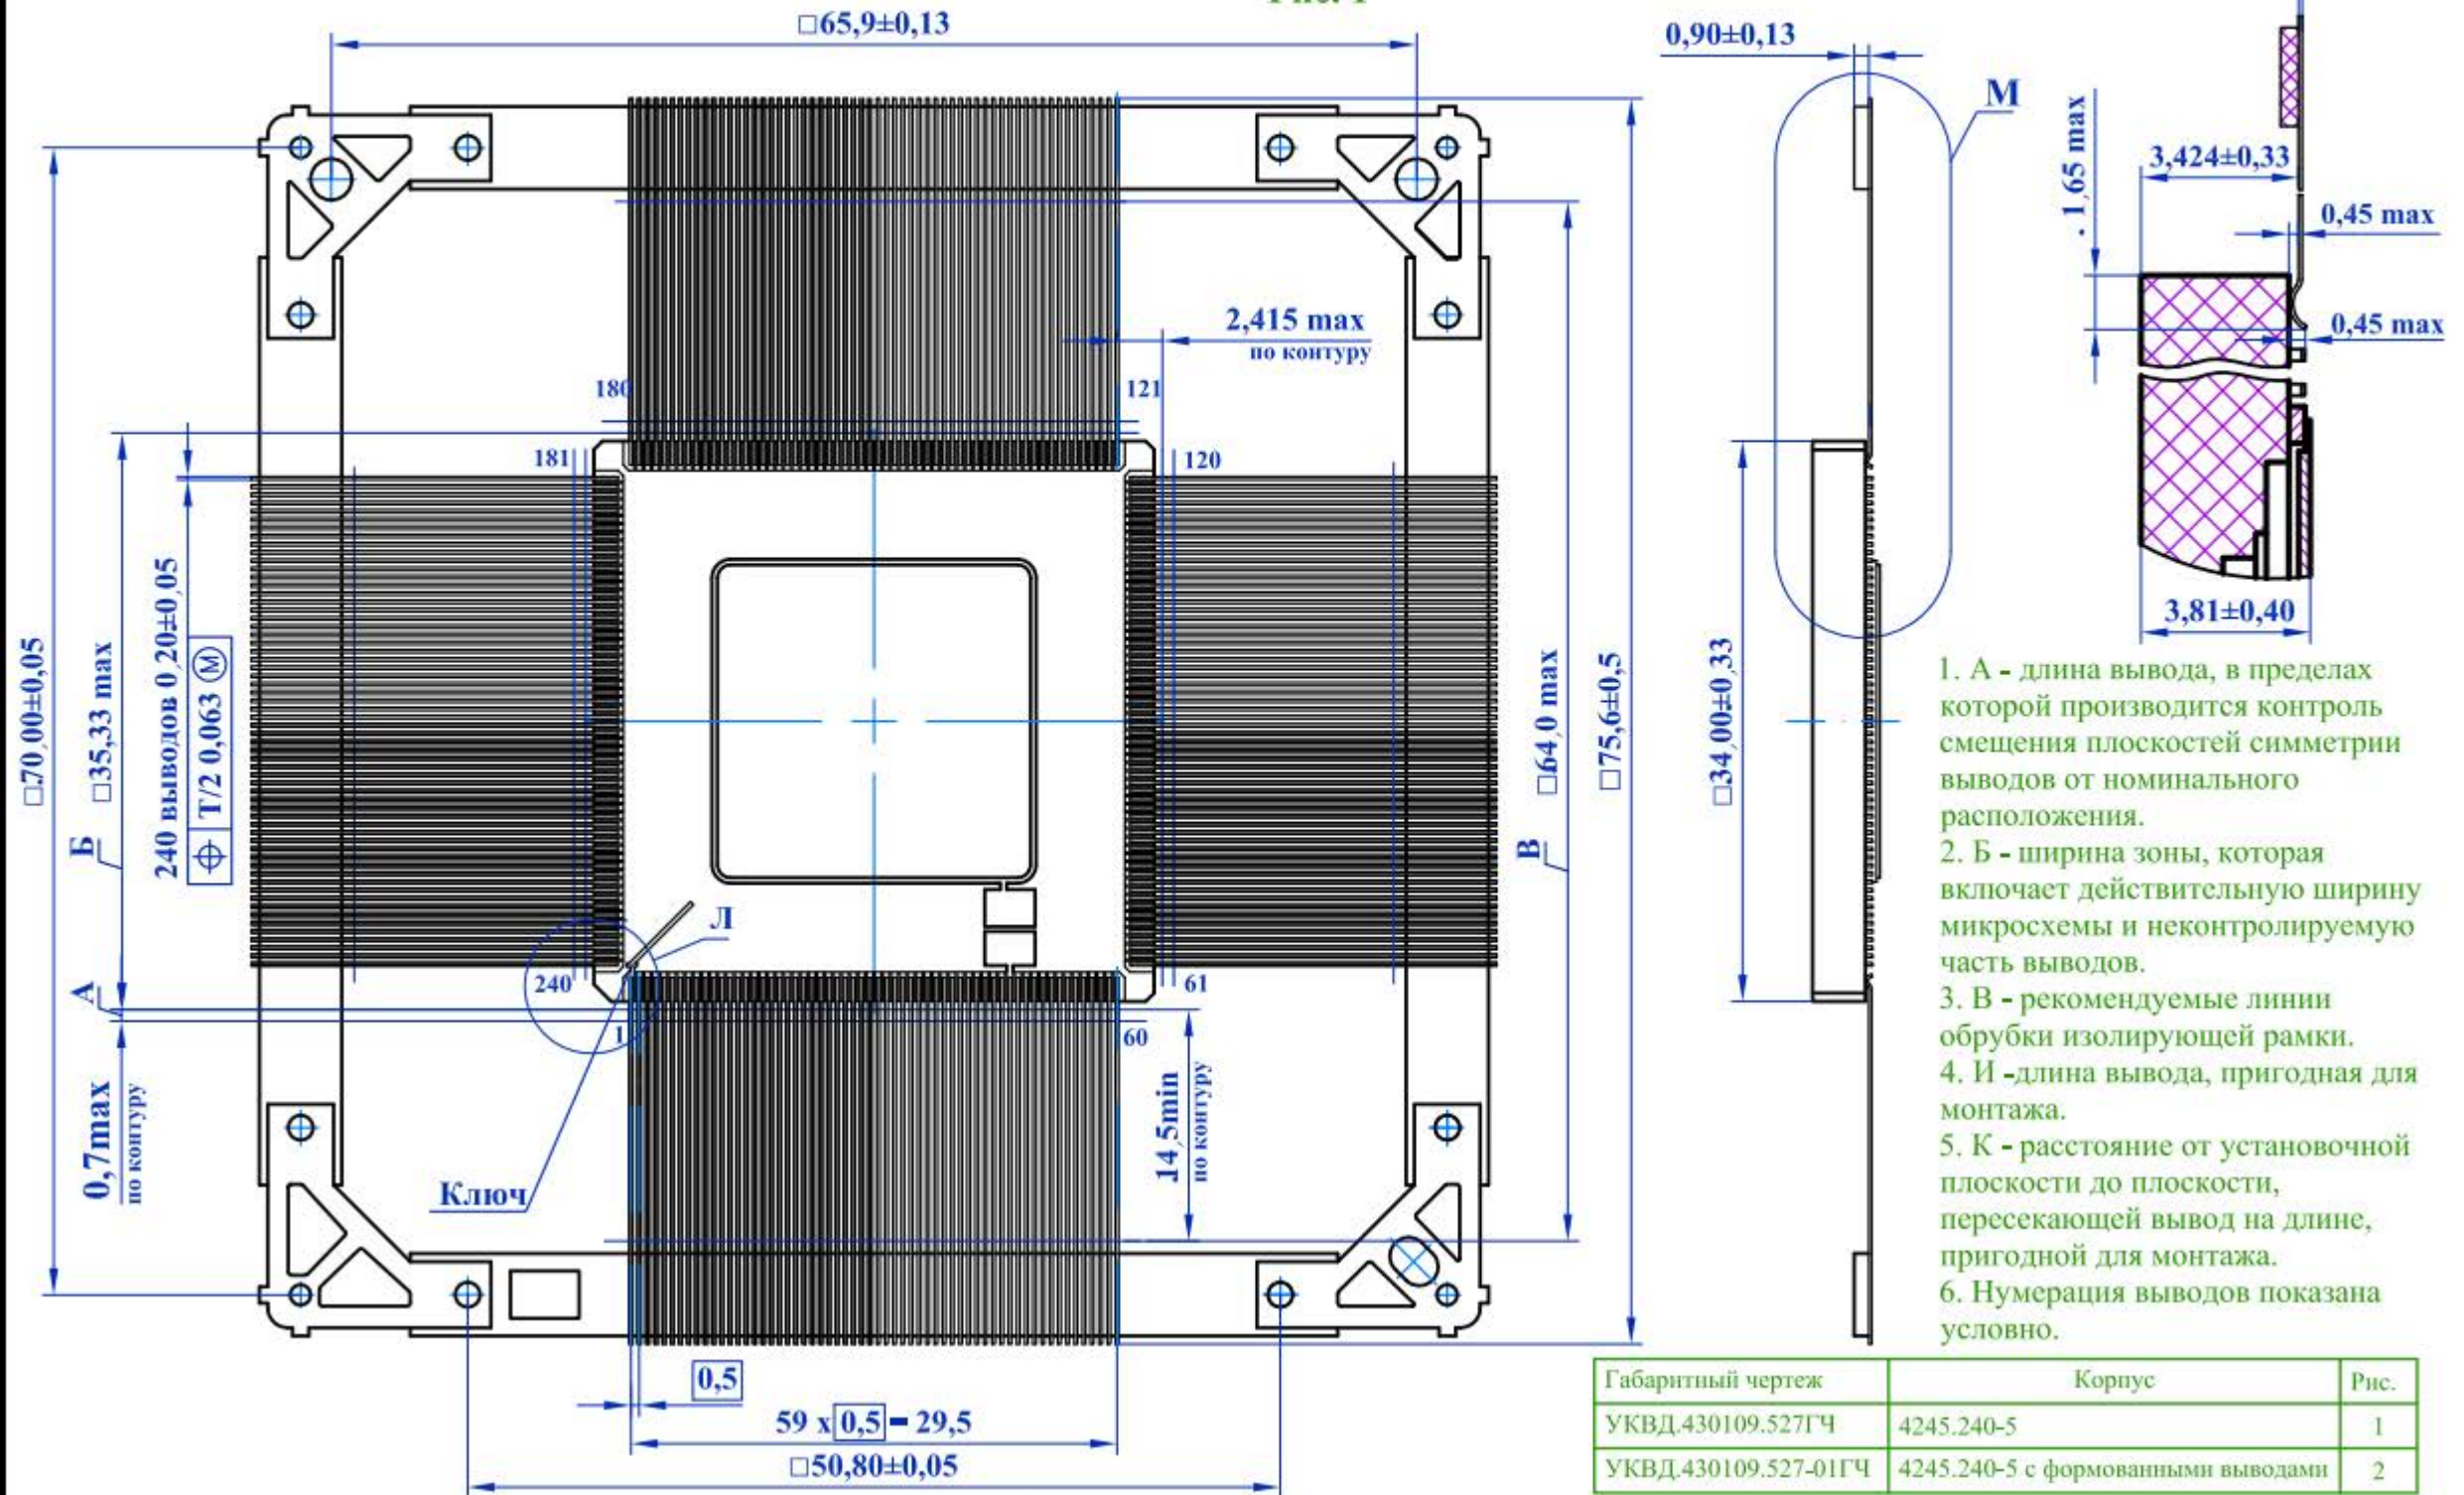 □65,9±0,13
0,90±0,13
М
1,65 max
3,424±0,33
0,45 max
0,45 max
2,415 max
по контуру
180
121
181
120
□70,00±0,05
□35,33 max
Б
240 выводов 0,20±0,05
Т/2 0,063 М
□64,0 max
В
□75,6±0,5
□34,00±0,33
3,81±0,40
Л
240
61
А
1
60
0,7max
по контуру
14,5min
по контуру
Ключ
0,5
59 x 0,5 = 29,5
□50,80±0,05
1. А - длина вывода, в пределах
которой производится контроль
смещения плоскостей симметрии
выводов от номинального
расположения.
2. Б - ширина зоны, которая
включает действительную ширину
микросхемы и неконтролируемую
часть выводов.
3. В - рекомендуемые линии
обрубки изолирующей рамки.
4. И -длина вывода, пригодная для
монтажа.
5. К - расстояние от установочной
плоскости до плоскости,
пересекающей вывод на длине,
пригодной для монтажа.
6. Нумерация выводов показана
условно.
Габаритный чертеж Корпус Рис.
УКВД.430109.527ГЧ 4245.240-5 1
УКВД.430109.527-01ГЧ 4245.240-5 с формованными выводами 2